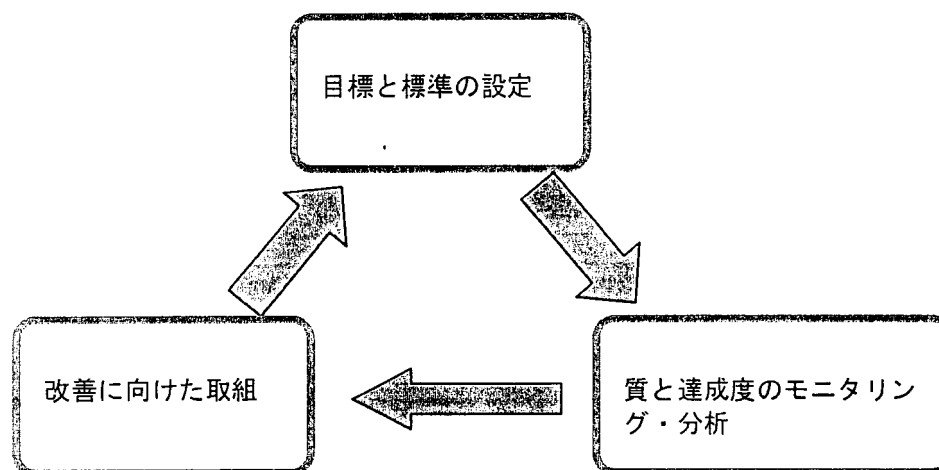 目標と標準の設定
改善に向けた取組
質と達成度のモニタリン
グ・分析